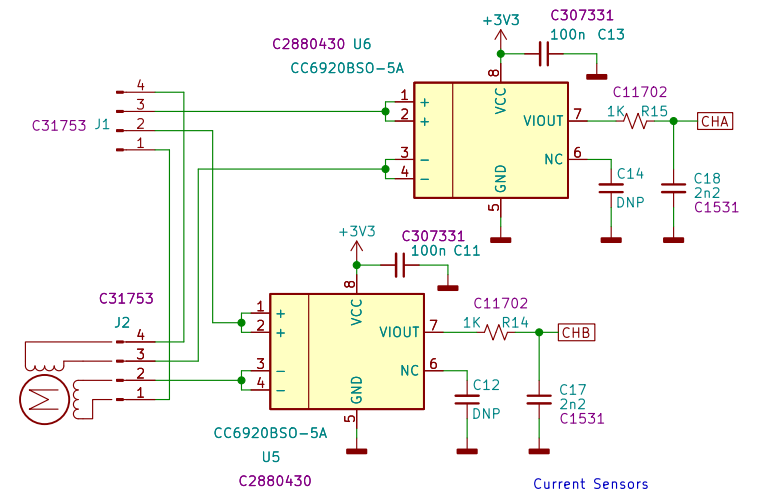 +3V3
C307331
100n C13
C2880430 U6
CC6920BSO-5A
8
VCC
C11702
1K R15
4
3
2
1
C31753 J1
1 +
2 +
3 −
4 −
VIOUT 7
NC 6
GND
5
CHA
C14
DNP
C18
2n2
C1531
+3V3
C307331
100n C11
8
VCC
C31753
J2
4
3
2
1
1 +
2 +
3 −
4 −
VIOUT 7
NC 6
GND
5
C11702
1K R14
CHB
C12
DNP
C17
2n2
C1531
CC6920BSO-5A
U5
C2880430
Current Sensors